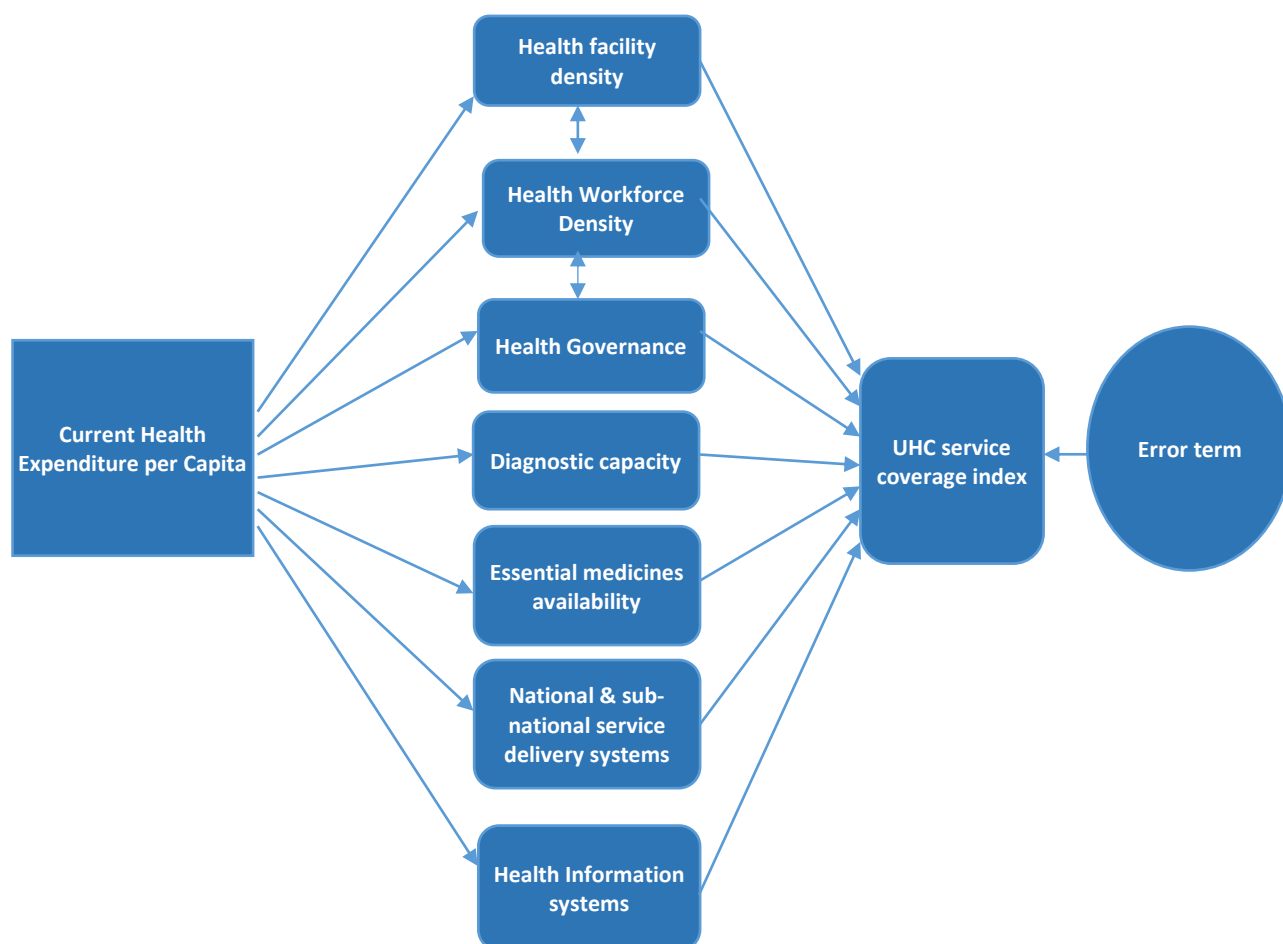 Health facility
density
Health Workforce
Density
Health Governance
Current Health
Expenditure per Capita
Diagnostic capacity
UHC service
coverage index
Error term
Essential medicines
availability
National & sub-
national service
delivery systems
Health Information
systems